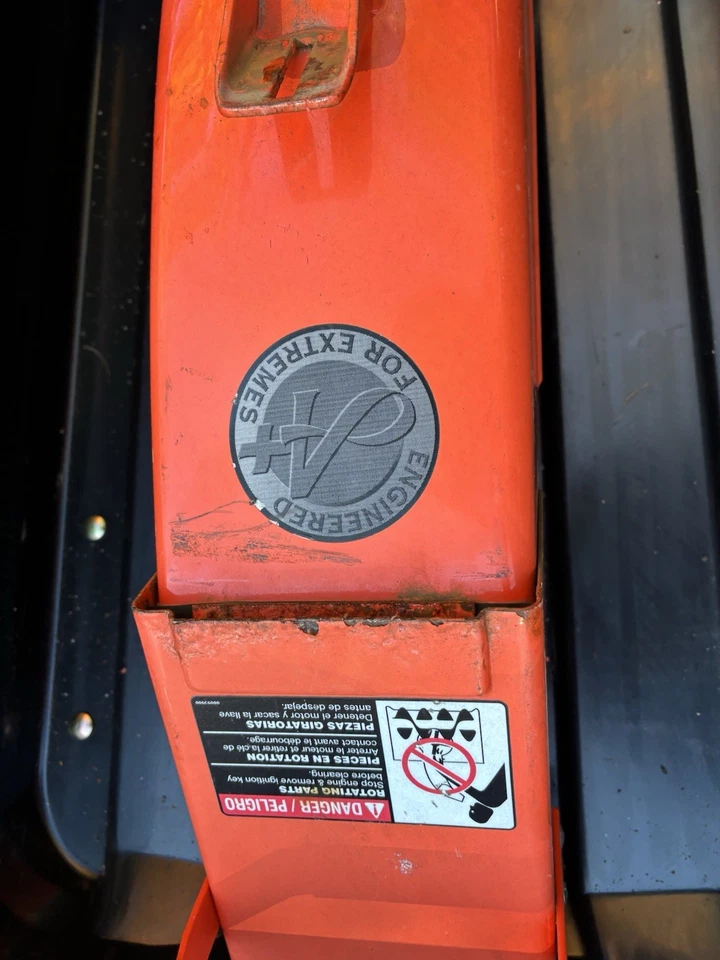 ENGINEERED
FOR EXTREMES
DANGER / PELIGRO
ROTATING PARTS
Stop engine & remove ignition key
before clearing.
PIECES EN ROTATION
Arreter le moteur et retirer la clé de
contact avant le débourrage.
PIEZAS GIRATORIAS
Detener el motor y sacar la llave
antes de despejar.